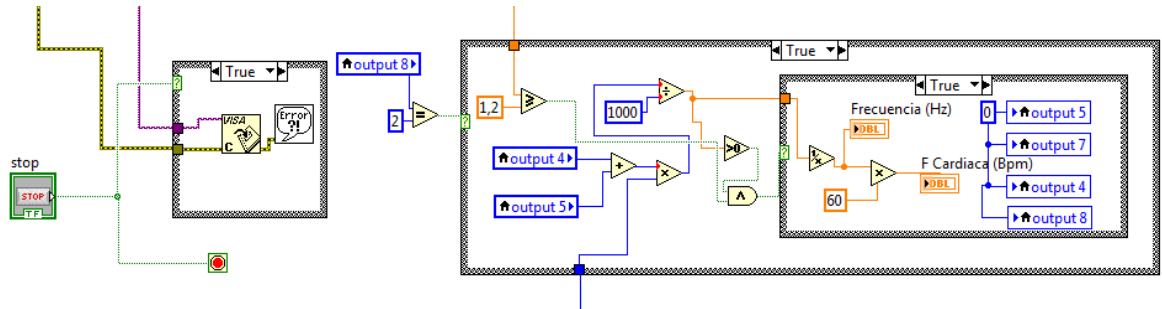 stop
STOP
TF
?
True
VISA
C
Error
?!
output 8
2
=
?
True
1,2
≥
output 4
output 5
+
×
÷
1000
>0
∧
?
True
1/x
Frecuencia (Hz)
DBL
60
×
F Cardiaca (Bpm)
DBL
0
output 5
output 7
output 4
output 8